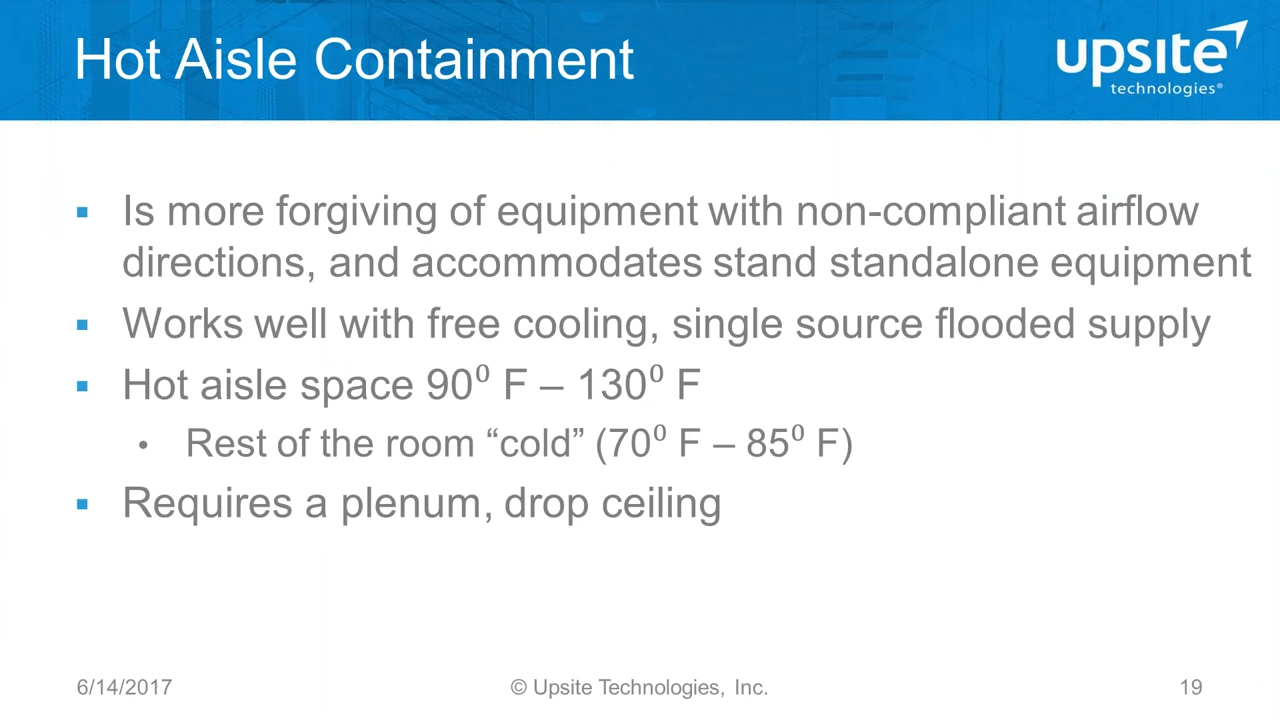 Hot Aisle Containment
upsite
technologies®
▪ Is more forgiving of equipment with non-compliant airflow
directions, and accommodates stand standalone equipment
▪ Works well with free cooling, single source flooded supply
▪ Hot aisle space 90⁰ F – 130⁰ F
• Rest of the room “cold” (70⁰ F – 85⁰ F)
▪ Requires a plenum, drop ceiling
6/14/2017
© Upsite Technologies, Inc.
19